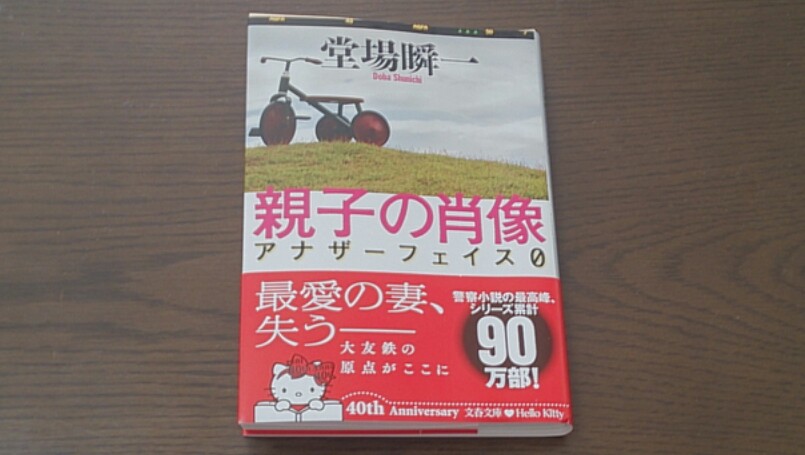 堂場瞬一
Doba Shunichi
親子の肖像
アナザーフェイス0
最愛の妻、
失う――
大友鉄の
原点がここに
警察小説の最高峰、
シリーズ累計
90
万部!
40th Anniversary 文春文庫♥Hello Kitty